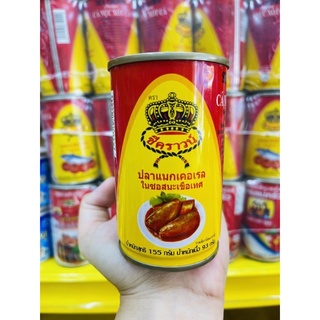 ตรา
ซีคราวน์
ปลาแมคเคอเรล
ในซอสมะเขือเทศ
น้ำหนักสุทธิ 155 กรัม น้ำหนักเนื้อ 93 กรัม